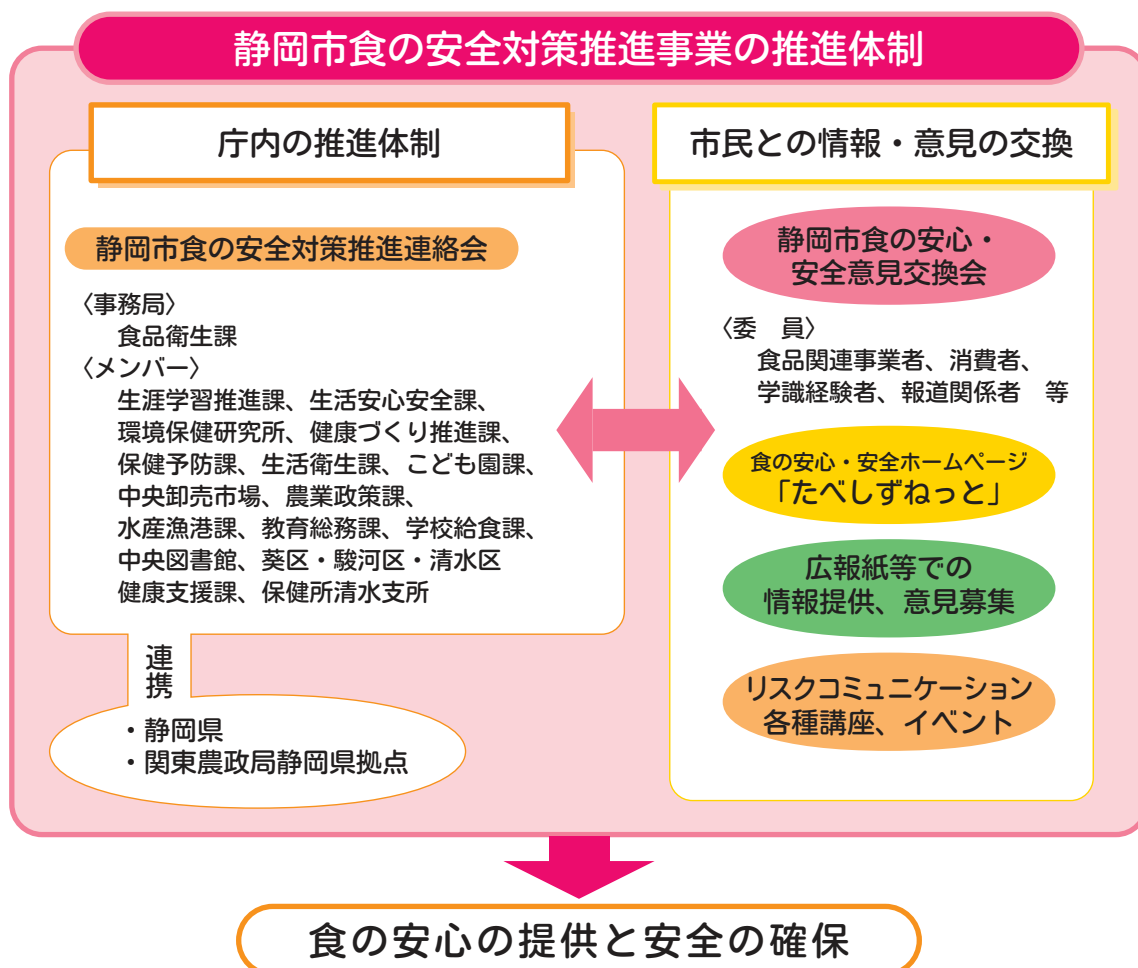 静岡市食の安全対策推進事業の推進体制
庁内の推進体制
静岡市食の安全対策推進連絡会
〈事務局〉
食品衛生課
〈メンバー〉
生涯学習推進課、生活安心安全課、
環境保健研究所、健康づくり推進課、
保健予防課、生活衛生課、こども園課、
中央卸売市場、農業政策課、
水産漁港課、教育総務課、学校給食課、
中央図書館、葵区・駿河区・清水区
健康支援課、保健所清水支所
連携
・静岡県
・関東農政局静岡県拠点
市民との情報・意見の交換
静岡市食の安心・
安全意見交換会
〈委　員〉
食品関連事業者、消費者、
学識経験者、報道関係者　等
食の安心・安全ホームページ
「たべしずねっと」
広報紙等での
情報提供、意見募集
リスクコミュニケーション
各種講座、イベント
食の安心の提供と安全の確保